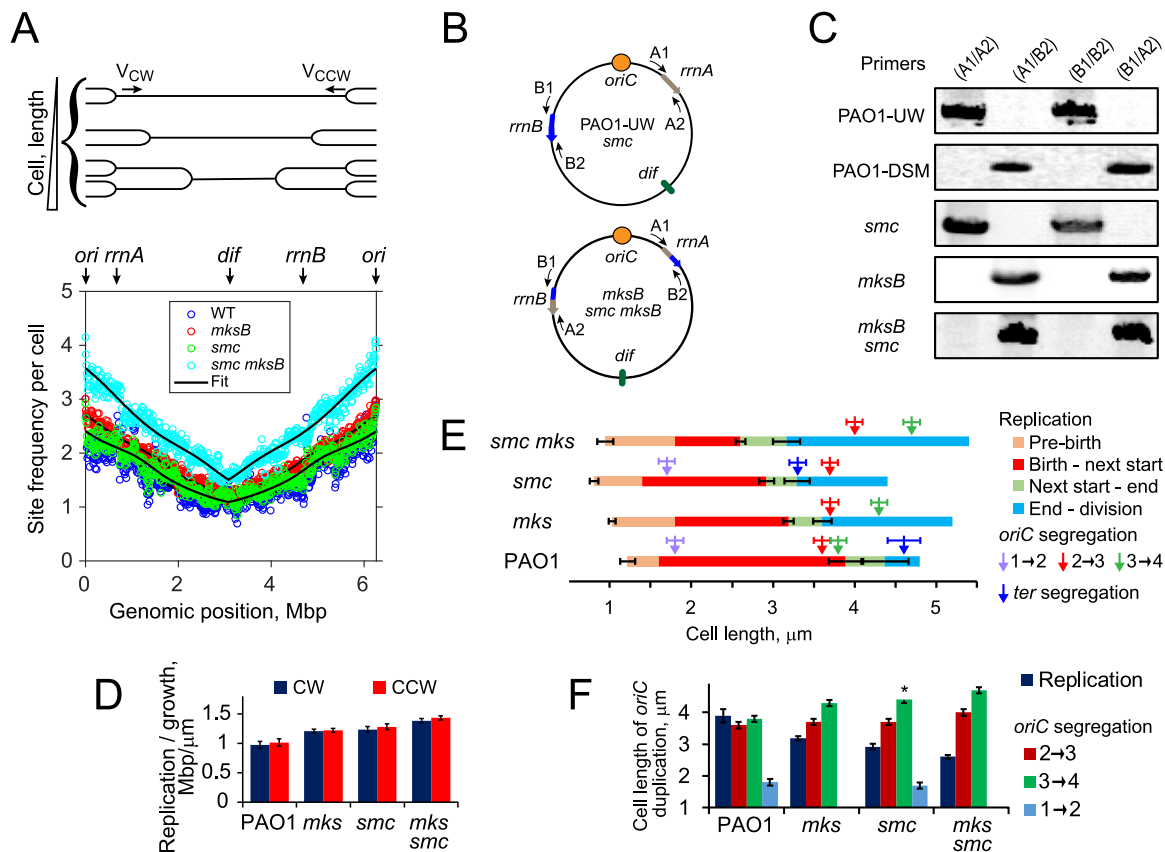 A
V_CW
V_CCW
Cell, length
ori rrnA dif rrnB ori
Site frequency per cell
5
4
3
2
1
0
WT
mksB
smc
smc mksB
Fit
0 2 4 6
Genomic position, Mbp
B
A1
oriC
rrnA
B1
rrnB
PAO1-UW
smc
A2
B2
dif
A1
oriC
rrnA
B1
rrnB
mksB
smc mksB
B2
A2
dif
C
Primers (A1/A2) (A1/B2) (B1/B2) (B1/A2)
PAO1-UW
PAO1-DSM
smc
mksB
mksB
smc
D
Replication / growth,
Mbp/μm
CW CCW
1.5
1
0.5
0
PAO1 mks smc mks
smc
E
smc mks
smc
mks
PAO1
1 2 3 4 5
Cell length, μm
Replication
Pre-birth
Birth - next start
Next start - end
End - division
oriC segregation
1→2 2→3 3→4
ter segregation
F
Cell length of oriC
duplication, μm
4
3
2
1
*
PAO1 mks smc mks
smc
Replication
oriC segregation
2→3
3→4
1→2